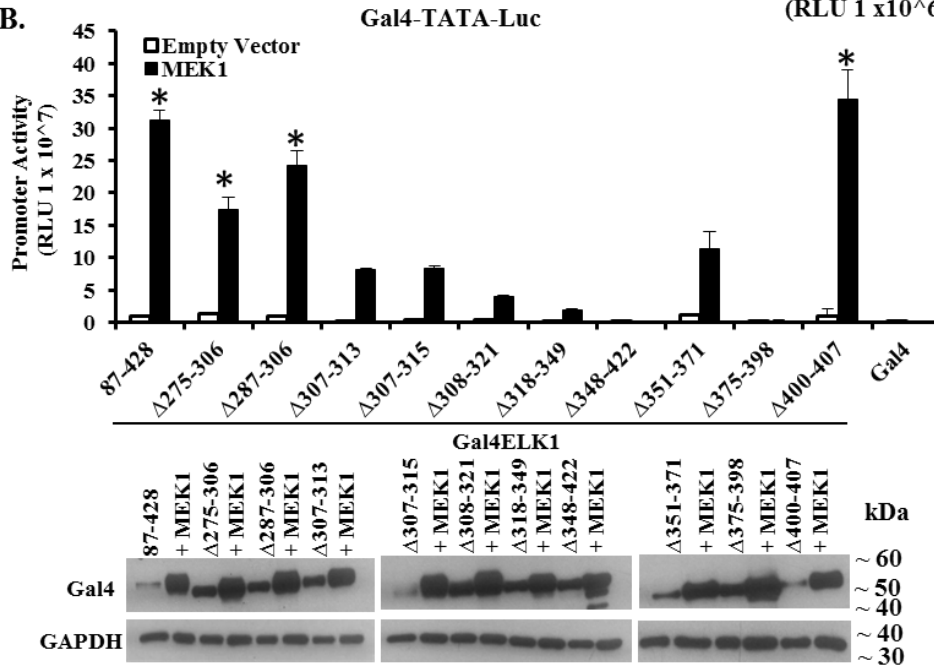 B.
Gal4-TATA-Luc
(RLU 1 x10^6
Promoter Activity
(RLU 1 x 10^7)
45
40
35
30
25
20
15
10
5
0
Empty Vector
MEK1
*
*
*
*
87-428
Δ275-306
Δ287-306
Δ307-313
Δ307-315
Δ308-321
Δ318-349
Δ348-422
Δ351-371
Δ375-398
Δ400-407
Gal4
Gal4ELK1
87-428
+ MEK1
Δ275-306
+ MEK1
Δ287-306
+ MEK1
Δ307-313
+ MEK1
Δ307-315
+ MEK1
Δ308-321
+ MEK1
Δ318-349
+ MEK1
Δ348-422
+ MEK1
Δ351-371
+ MEK1
Δ375-398
+ MEK1
Δ400-407
+ MEK1
kDa
Gal4
~ 60
~ 50
~ 40
GAPDH
~ 40
~ 30